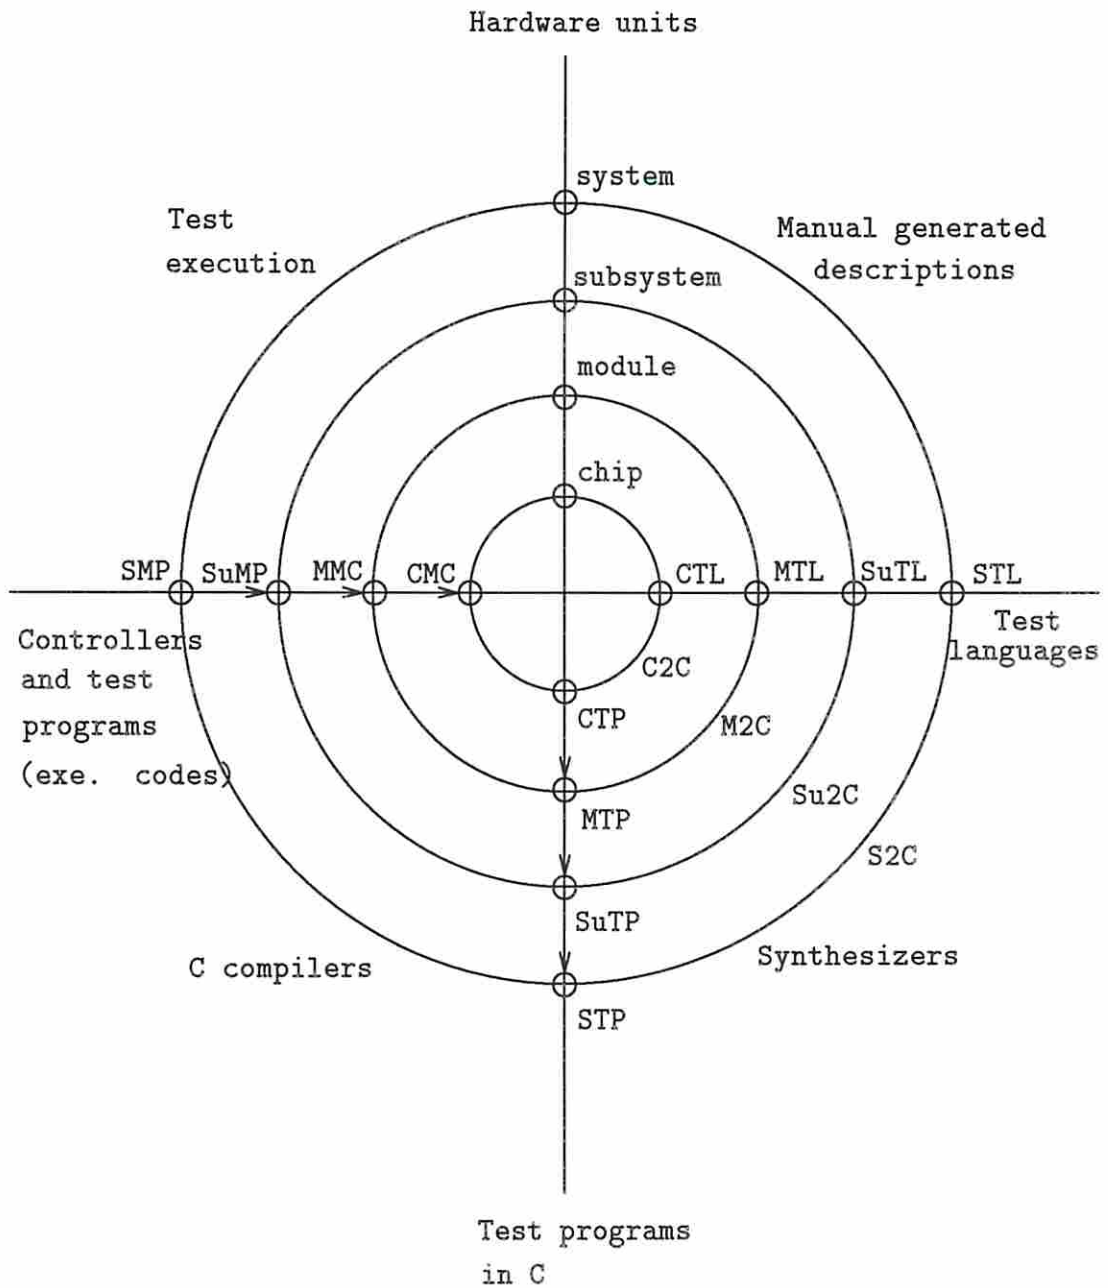 Hardware units
system
Test
execution
Manual generated
descriptions
subsystem
module
chip
SMP
SuMP
MMC
CMC
CTL
MTL
SuTL
STL
Test
languages
Controllers
and test
programs
(exe. codes)
C2C
CTP
M2C
Su2C
MTP
S2C
SuTP
Synthesizers
C compilers
STP
Test programs
in C